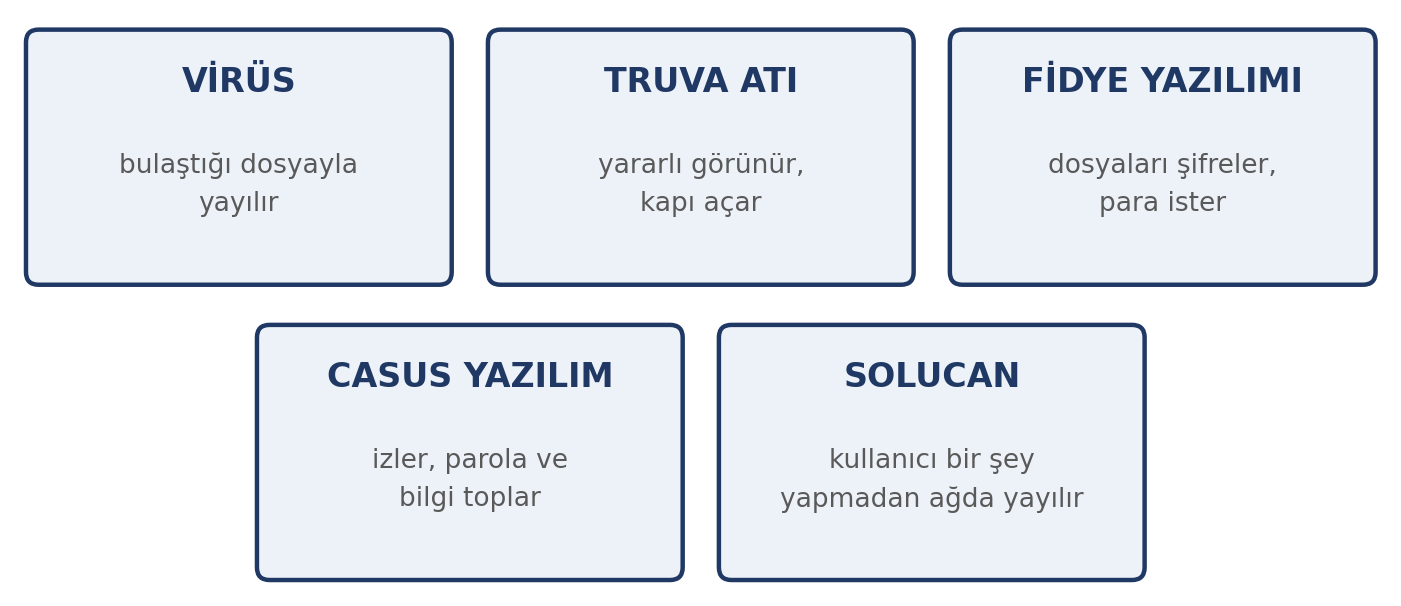 VİRÜS
bulaştığı dosyayla
yayılır
TRUVA ATI
yararlı görünür,
kapı açar
FİDYE YAZILIMI
dosyaları şifreler,
para ister
CASUS YAZILIM
izler, parola ve
bilgi toplar
SOLUCAN
kullanıcı bir şey
yapmadan ağda yayılır